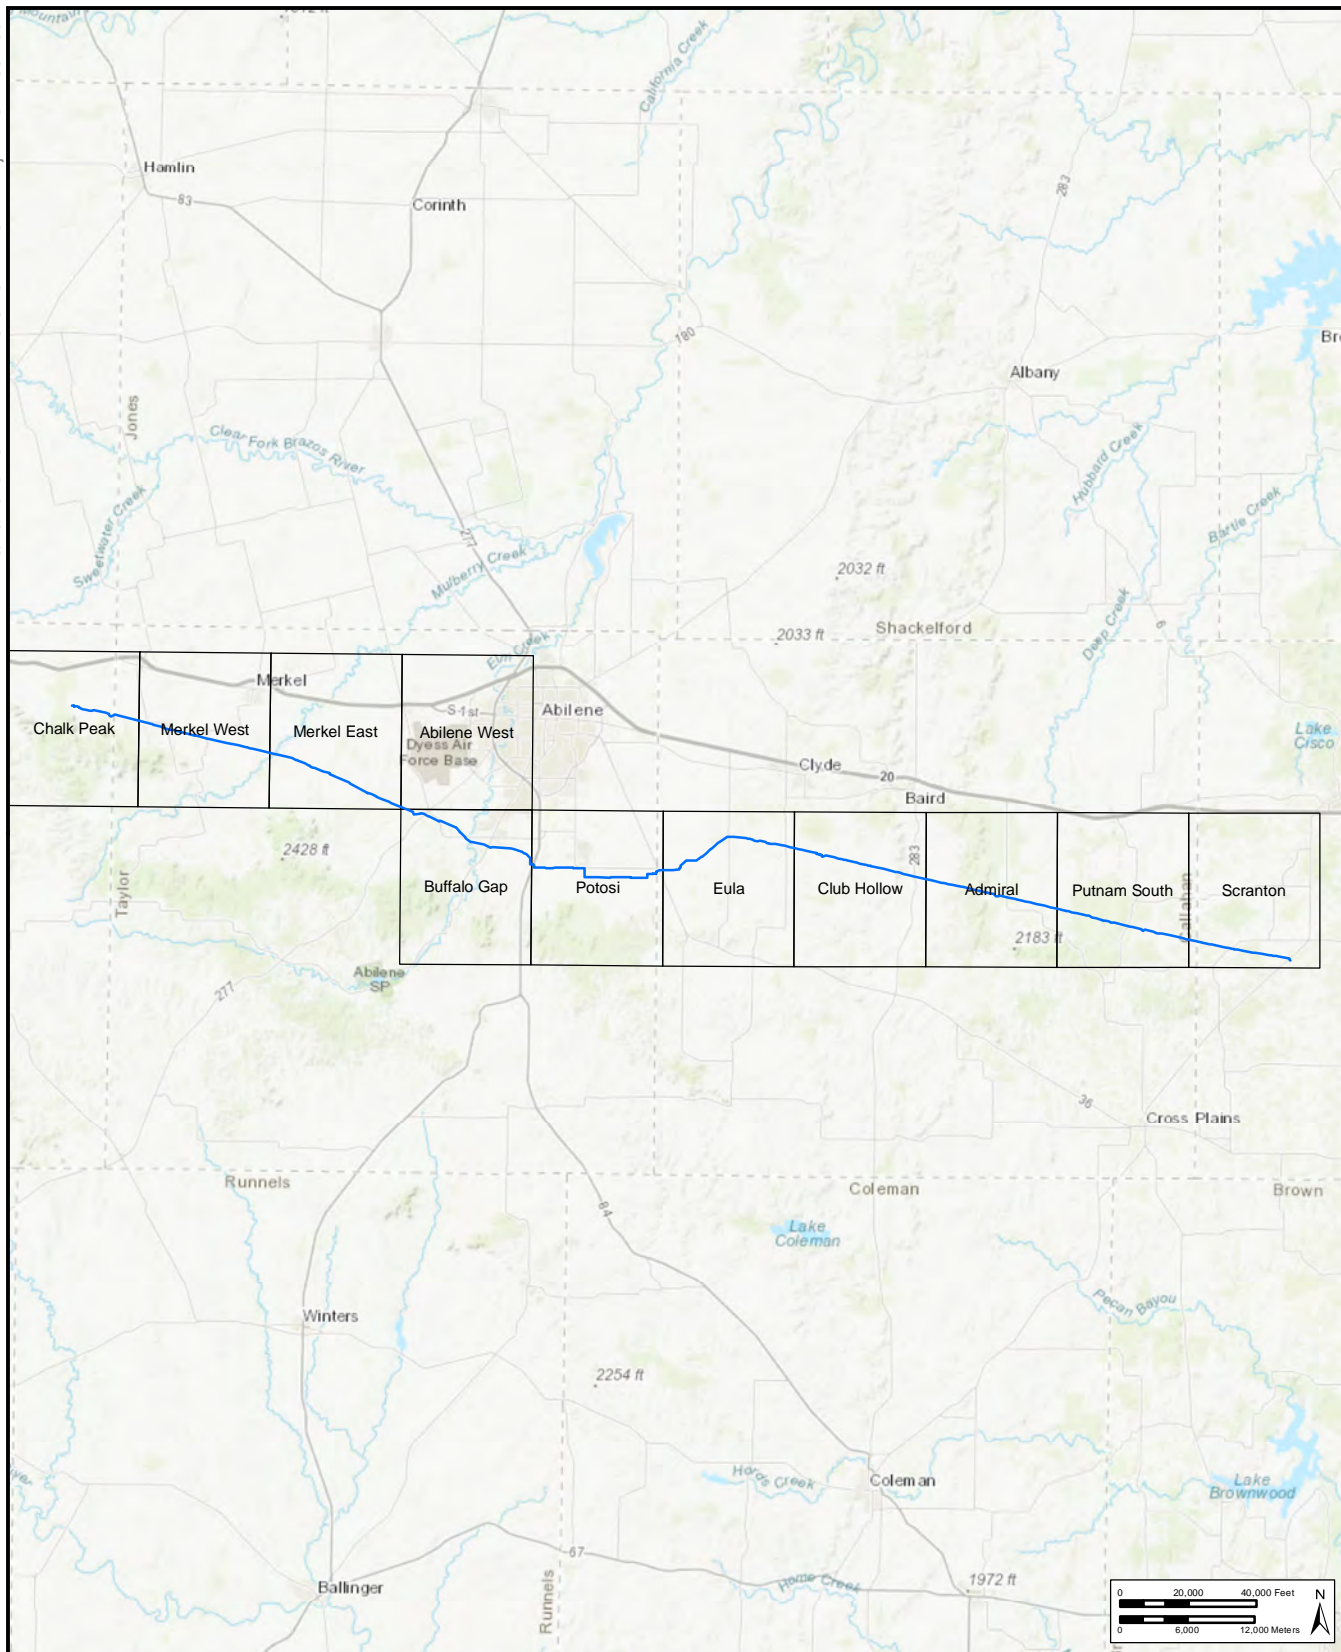 Mountain
California Creek
283
Hamlin
83
Corinth
180
Albany
Jones
Clear Fork Brazos River
Hubbard Creek
Sweetwater Creek
277
Battle Creek
Mulberry Creek
2032 ft
Deep Creek
6
Shackelford
2033 ft
Elm Creek
Merkel
S 1st
Abilene
Chalk Peak
Merkel West
Merkel East
Abilene West
Lake
Cisco
Dyess Air
Force Base
Clyde
20
Baird
2428 ft
283
Taylor
Buffalo Gap
Potosi
Eula
Club Hollow
Admiral
Putnam South
Scranton
Callahan
2183 ft
Abilene
SP
277
36
Cross Plains
Runnels
Coleman
Brown
84
Lake
Coleman
Pecan Bayou
Winters
2254 ft
Hords Creek
Coleman
Lake
Brownwood
67
Ballinger
Home Creek
1972 ft
Runnels
0 20,000 40,000 Feet
N
0 6,000 12,000 Meters